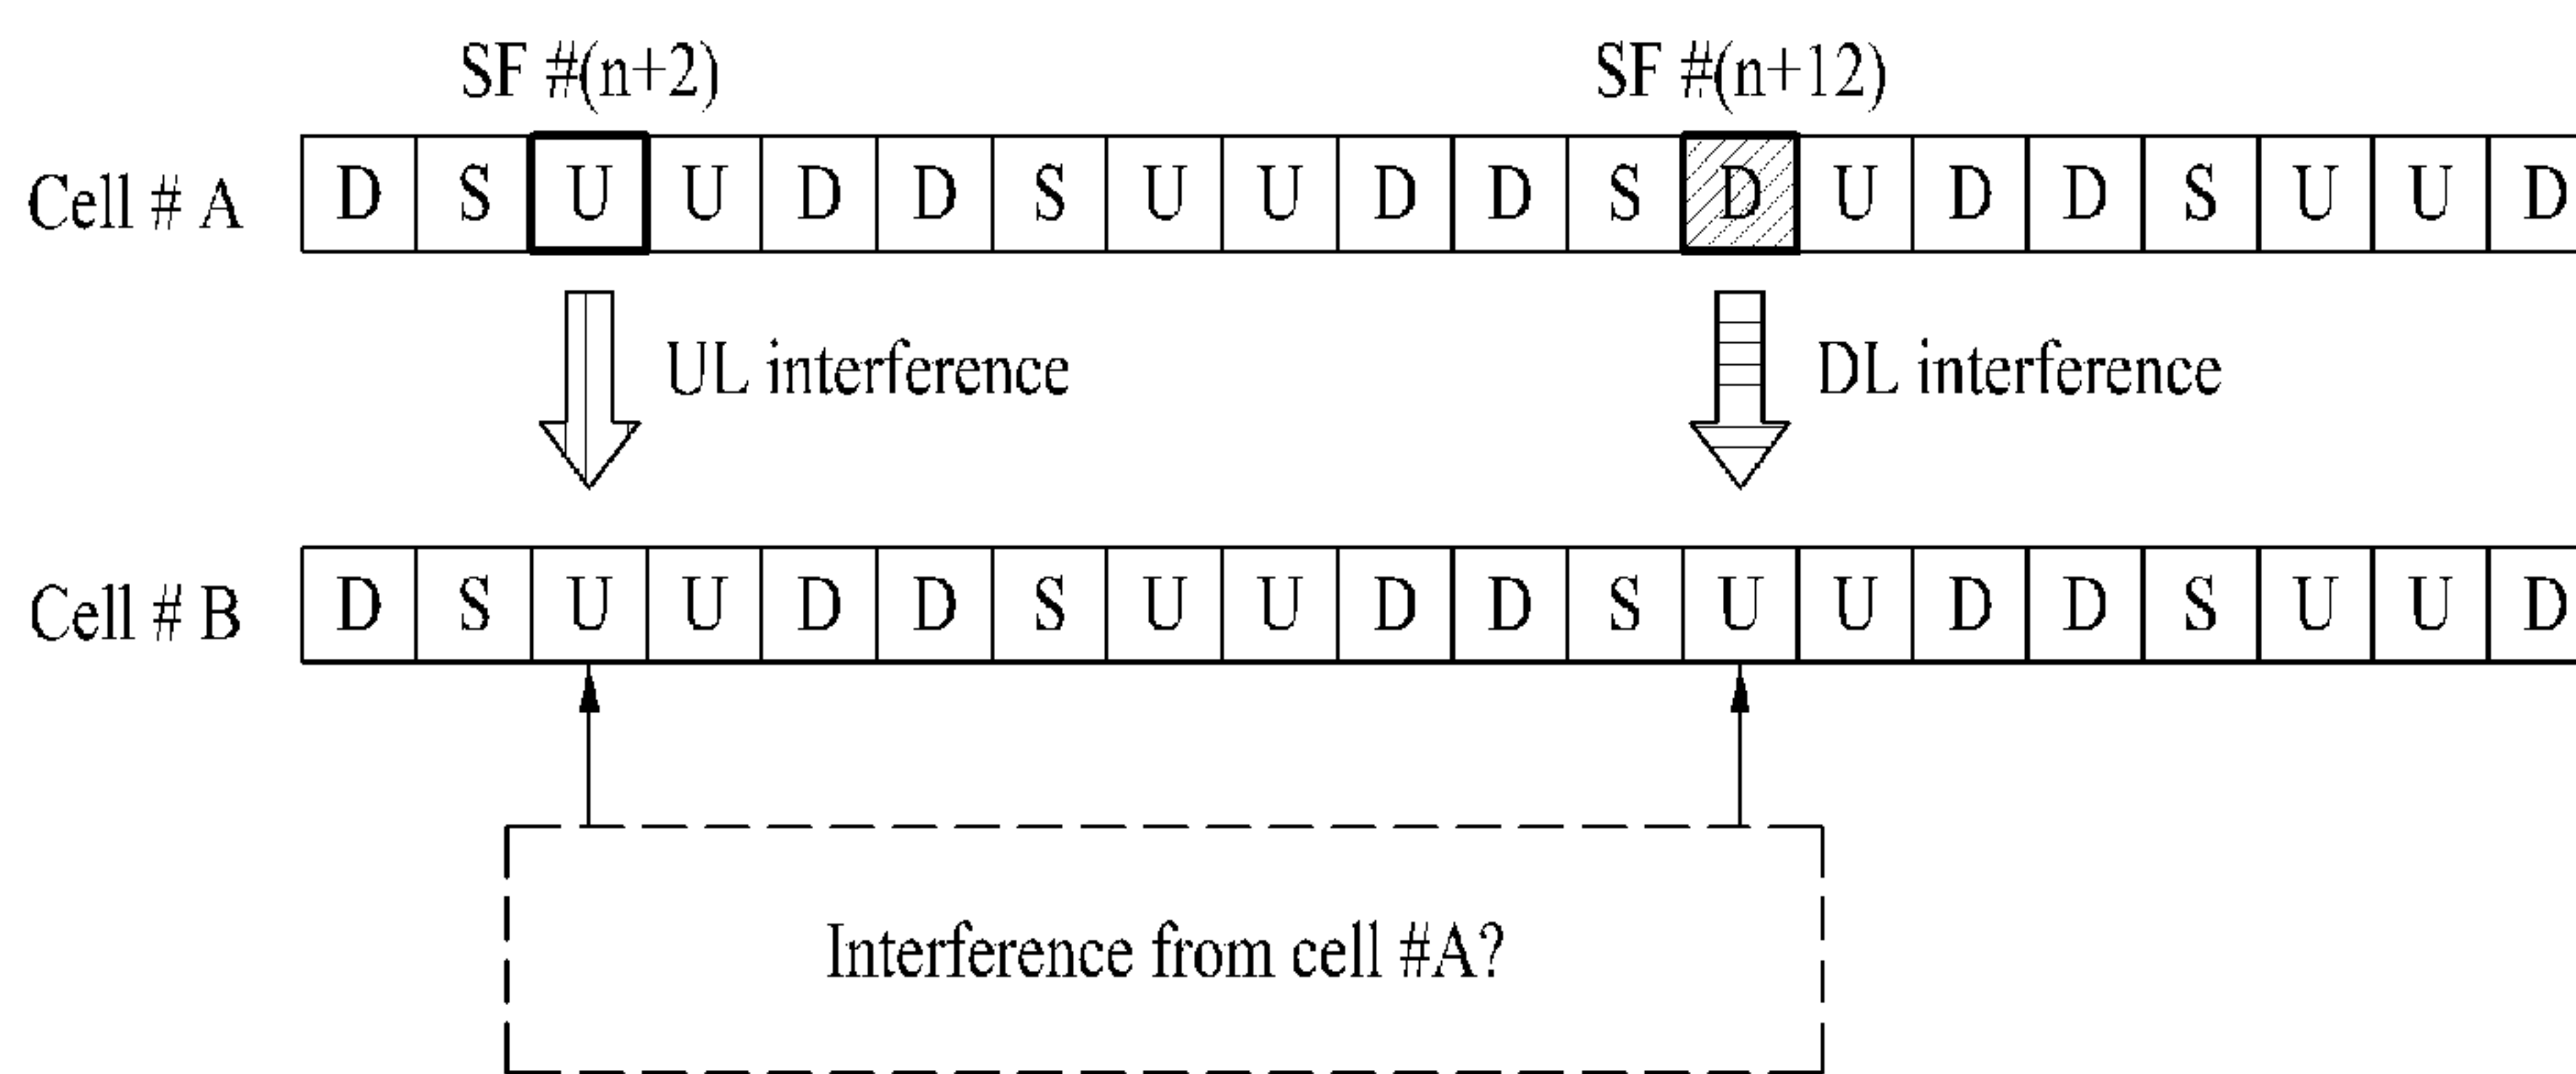 SF #(n+2) SF #(n+12)
Cell # A D S U U D D S U U D D S D U D D S U U D
UL interference DL interference
Cell # B D S U U D D S U U D D S U U D D S U U D
Interference from cell #A?